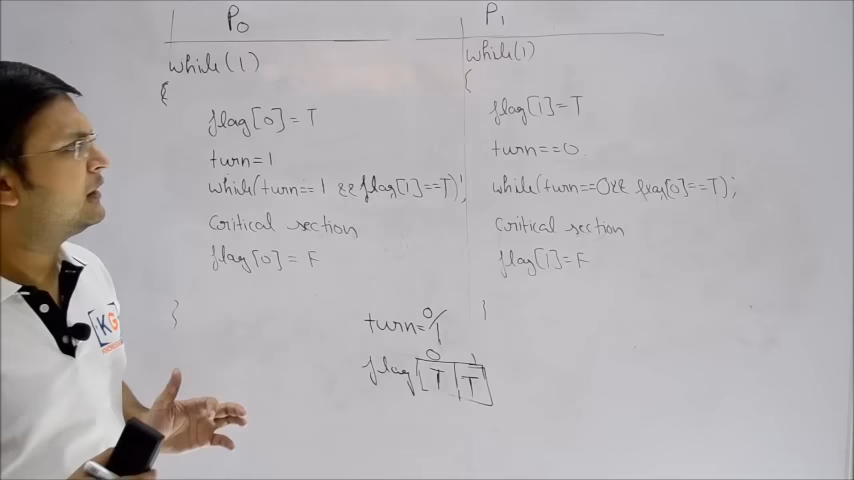 P0
while(1)
{
flag[0]=T
turn=1
while(turn==1 && flag[1]==T);
Critical section
flag[0]=F
}
P1
while(1)
{
flag[1]=T
turn==0
while(turn==0&& flag[0]==T);
Critical section
flag[1]=F
}
turn=0/1
0 1
flag T T
KG